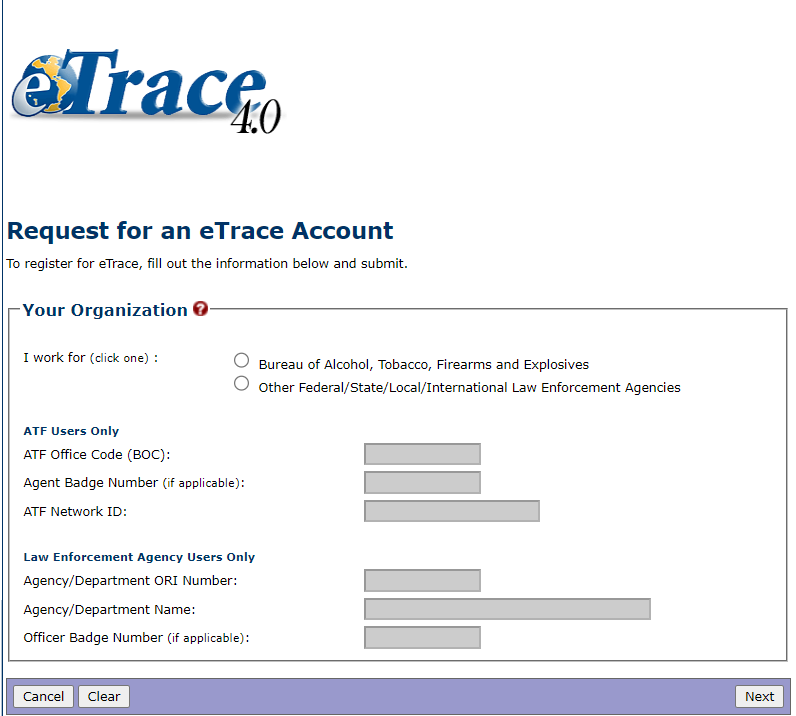 eTrace
4.0
Request for an eTrace Account
To register for eTrace, fill out the information below and submit.
Your Organization ?
I work for (click one) :
Bureau of Alcohol, Tobacco, Firearms and Explosives
Other Federal/State/Local/International Law Enforcement Agencies
ATF Users Only
ATF Office Code (BOC):
Agent Badge Number (if applicable):
ATF Network ID:
Law Enforcement Agency Users Only
Agency/Department ORI Number:
Agency/Department Name:
Officer Badge Number (if applicable):
Cancel Clear Next